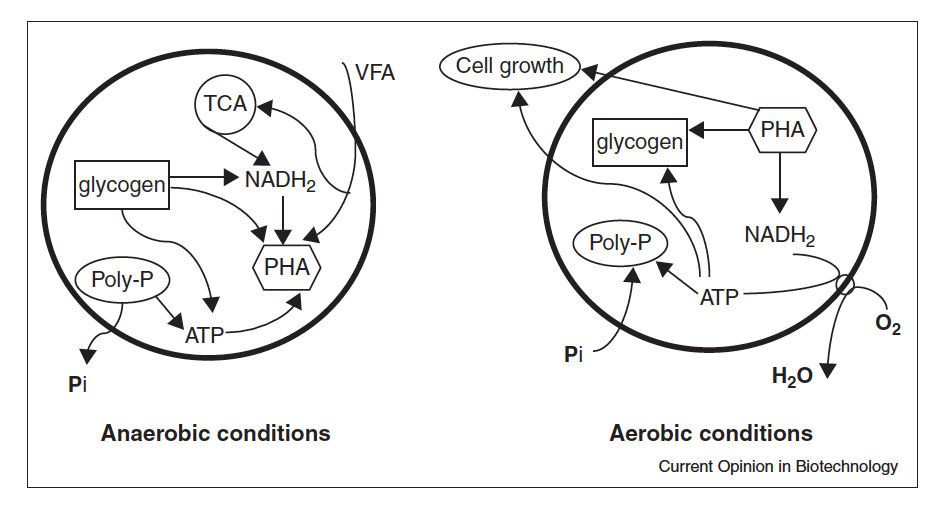 VFA
TCA
glycogen
NADH2
PHA
Poly-P
ATP
Pi
Anaerobic conditions
Cell growth
PHA
glycogen
NADH2
Poly-P
ATP
O2
Pi
H2O
Aerobic conditions
Current Opinion in Biotechnology